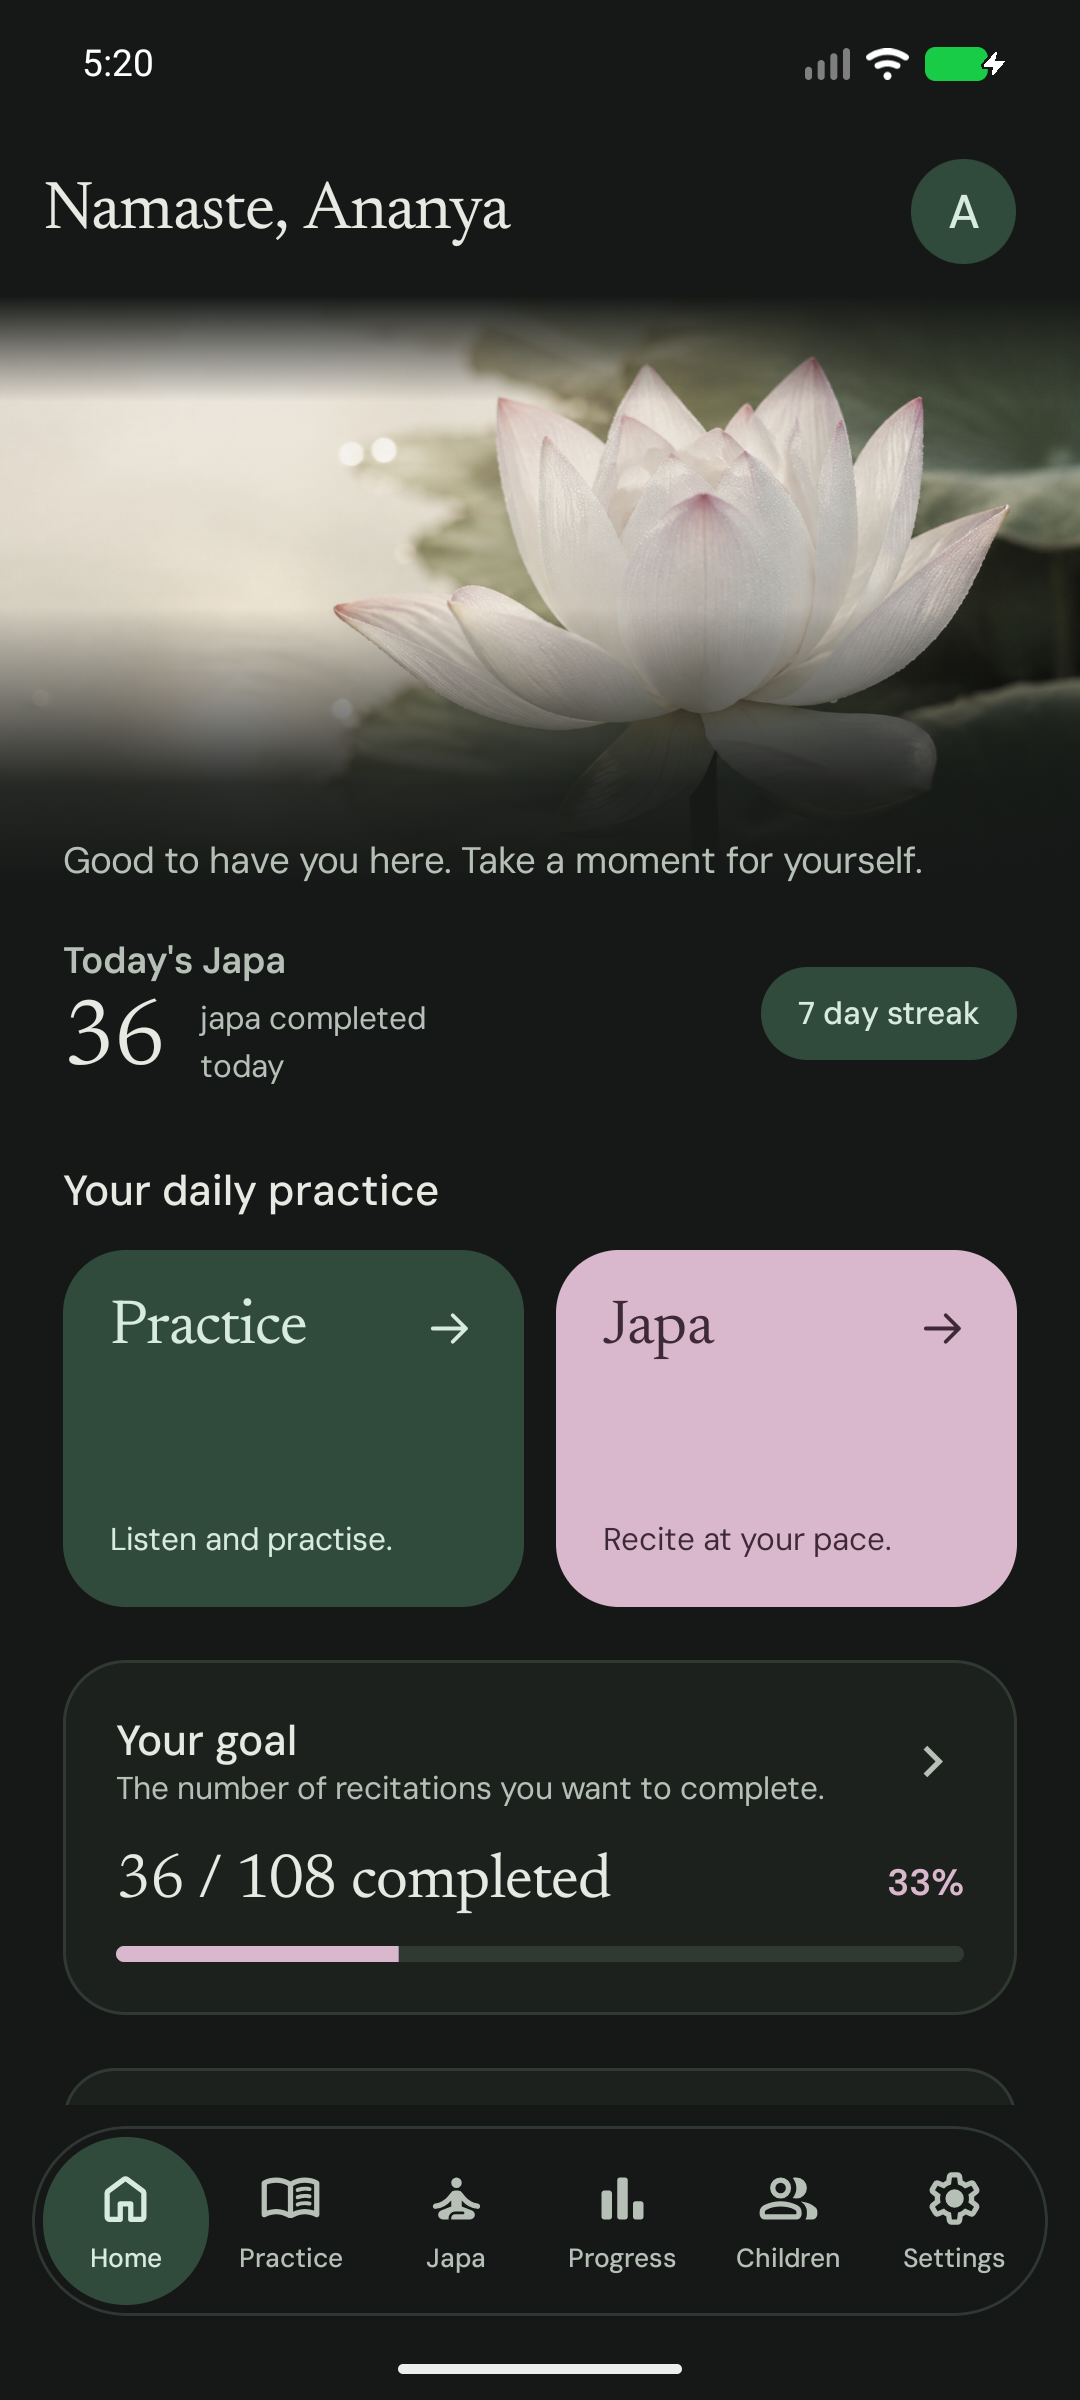 5:20
Namaste, Ananya
A
Good to have you here. Take a moment for yourself.
Today's Japa
36
japa completed
today
7 day streak
Your daily practice
Practice
Listen and practise.
Japa
Recite at your pace.
Your goal
The number of recitations you want to complete.
36 / 108 completed
33%
Home
Practice
Japa
Progress
Children
Settings